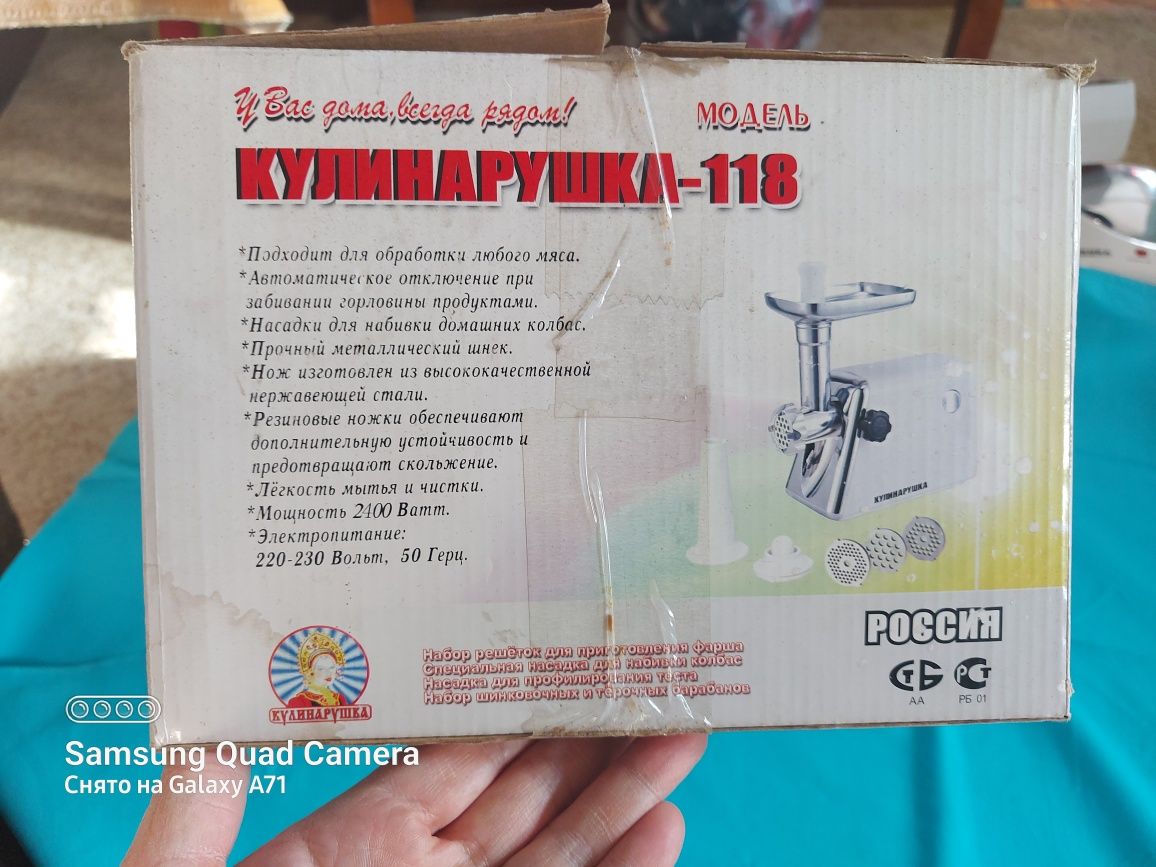 У Вас дома, всегда рядом!
МОДЕЛЬ
КУЛИНАРУШКА-118
*Подходит для обработки любого мяса.
*Автоматическое отключение при
забивании горловины продуктами.
*Насадки для набивки домашних колбас.
*Прочный металлический шнек.
*Нож изготовлен из высококачественной
нержавеющей стали.
*Резиновые ножки обеспечивают
дополнительную устойчивость и
предотвращают скольжение.
*Лёгкость мытья и чистки.
*Мощность 2400 Ватт.
*Электропитание:
220-230 Вольт, 50 Герц.
КУЛИНАРУШКА
КУЛИНАРУШКА
Набор решёток для приготовления фарша
Специальная насадка для набивки колбас
Насадка для профилирования теста
Набор шинковочных и тёрочных барабанов
РОССИЯ
СТБ
АА
РСТ
РБ 01
Samsung Quad Camera
Снято на Galaxy A71